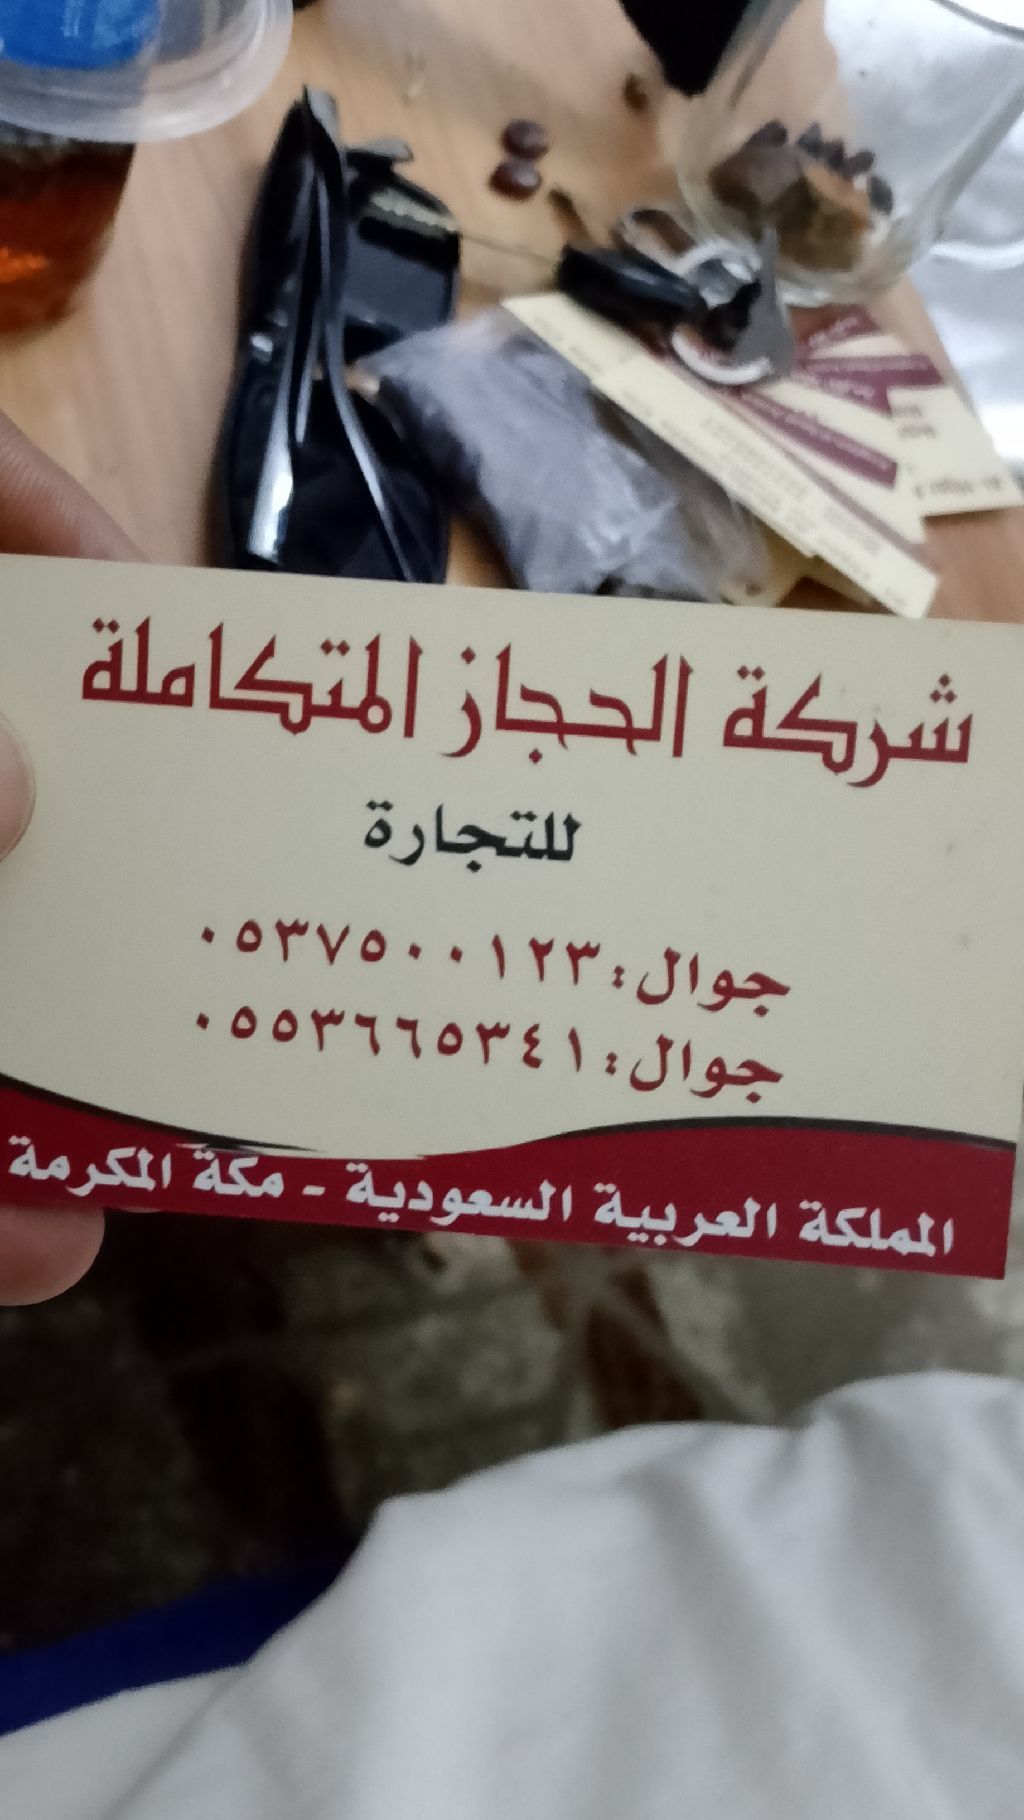 شركة الحجاز المتكاملة
للتجارة
جوال: ٠٥٣٧٥٠٠١٢٣
جوال: ٠٥٥٣٦٦٥٣٤١
المملكة العربية السعودية - مكة المكرمة